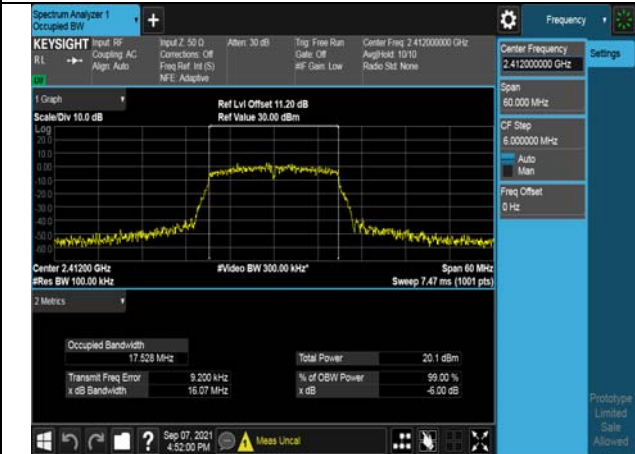 Spectrum Analyzer 1
Occupied BW
Frequency
KEYSIGHT Input: RF
RL
Coupling: AC
Align: Auto
Input Z: 50 Ω
Corrections: Off
Freq Ref: Int (S)
NFE: Adaptive
Atten: 30 dB
Trig: Free Run
Gate: Off
#IF Gain: Low
Center Freq: 2.412000000 GHz
Avg|Hold: 10/10
Radio Std: None
Center Frequency
2.412000000 GHz
Settings
Span
60.000 MHz
CF Step
6.000000 MHz
Auto
Man
Freq Offset
0 Hz
1 Graph
Scale/Div 10.0 dB
Ref Lvl Offset 11.20 dB
Ref Value 30.00 dBm
Log
20.0
10.0
0.00
-10.0
-20.0
-30.0
-40.0
-50.0
-60.0
Center 2.41200 GHz
#Res BW 100.00 kHz
#Video BW 300.00 kHz*
Span 60 MHz
Sweep 7.47 ms (1001 pts)
2 Metrics
Occupied Bandwidth
17.528 MHz
Total Power 20.1 dBm
Transmit Freq Error 9.200 kHz
% of OBW Power 99.00 %
x dB Bandwidth 16.07 MHz
x dB -6.00 dB
Prototype
Limited
Sale
Allowed
Sep 07, 2021
4:52:00 PM
Meas Uncal